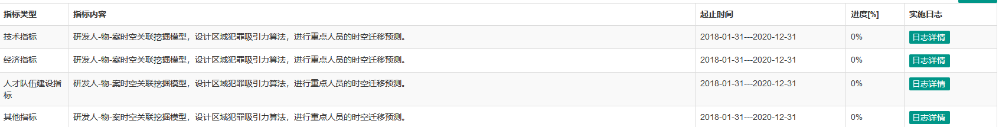 指标类型 指标内容 起止时间 进度[%] 实施日志
技术指标 研发人-物-案时空关联挖掘模型，设计区域犯罪吸引力算法，进行重点人员的时空迁移预测。 2018-01-31---2020-12-31 0% 日志详情
经济指标 研发人-物-案时空关联挖掘模型，设计区域犯罪吸引力算法，进行重点人员的时空迁移预测。 2018-01-31---2020-12-31 0% 日志详情
人才队伍建设指 研发人-物-案时空关联挖掘模型，设计区域犯罪吸引力算法，进行重点人员的时空迁移预测。 2018-01-31---2020-12-31 0% 日志详情
标
其他指标 研发人-物-案时空关联挖掘模型，设计区域犯罪吸引力算法，进行重点人员的时空迁移预测。 2018-01-31---2020-12-31 0% 日志详情